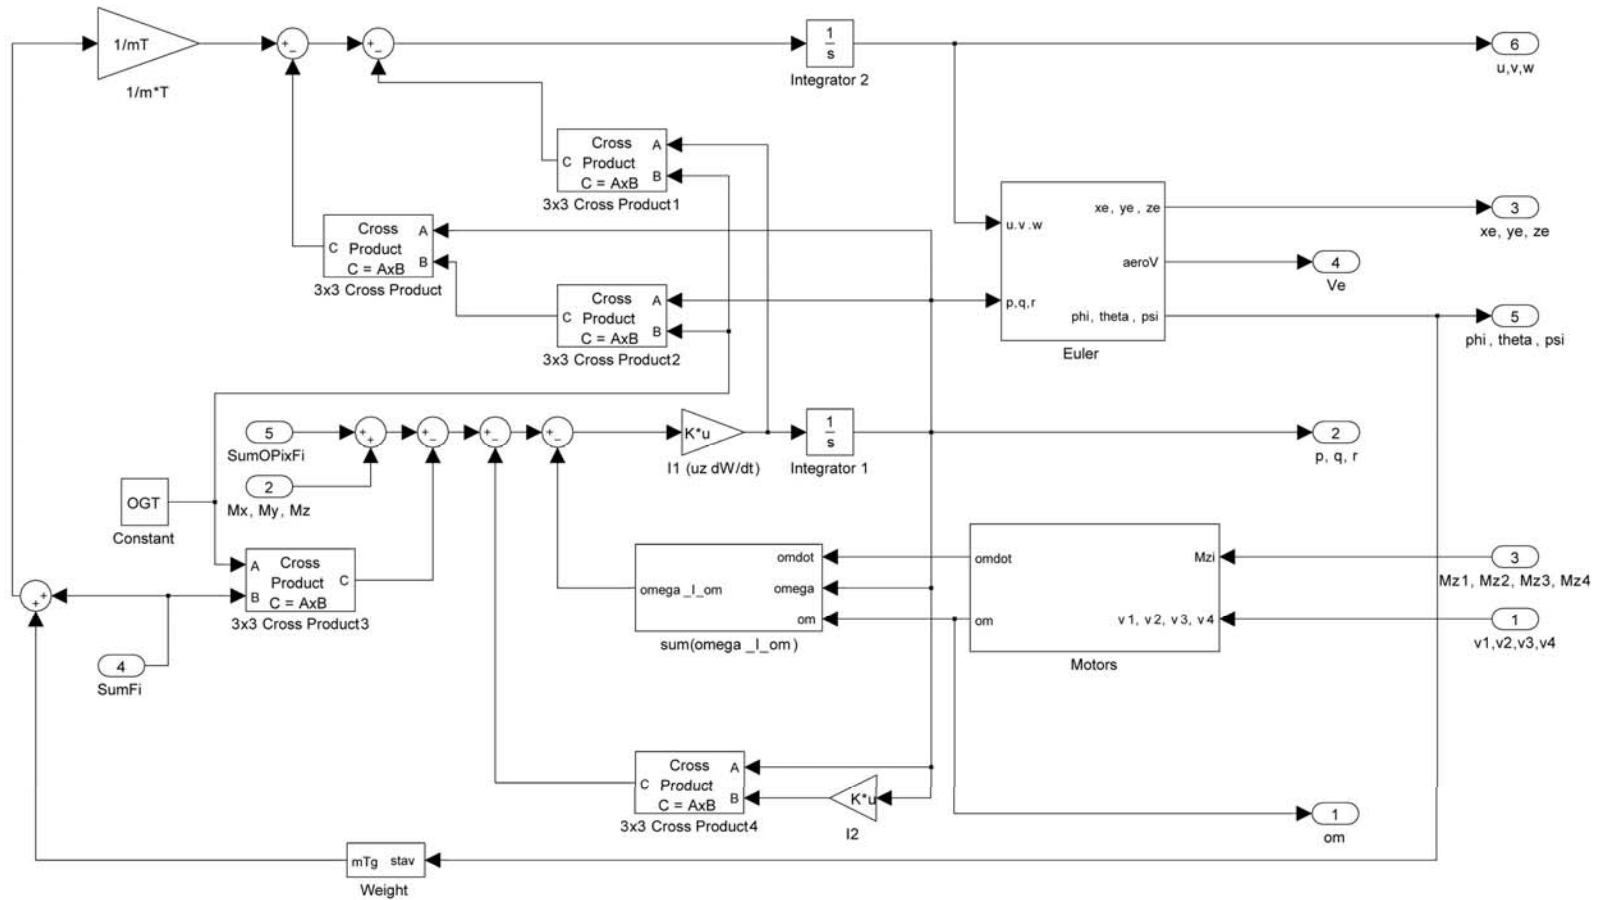 1/mT
1/m*T
+
−
+
−
1
s
Integrator 2
6
u,v,w
Cross
Product
C = AxB
A
B
C
3x3 Cross Product1
Cross
Product
C = AxB
A
B
C
3x3 Cross Product
Cross
Product
C = AxB
A
B
C
3x3 Cross Product2
u.v.w
p,q,r
xe, ye, ze
aeroV
phi, theta, psi
Euler
3
xe, ye, ze
4
Ve
5
phi, theta, psi
5
SumOPixFi
2
Mx, My, Mz
+
+
+
−
+
−
+
−
K*u
I1 (uz dW/dt)
1
s
Integrator 1
2
p, q, r
OGT
Constant
A
B
Cross
Product
C = AxB
C
3x3 Cross Product3
+
+
4
SumFi
omega_I_om
omdot
omega
om
sum(omega_I_om)
omdot
om
Mzi
v1, v2, v3, v4
Motors
3
Mz1, Mz2, Mz3, Mz4
1
v1,v2,v3,v4
Cross
Product
C = AxB
A
B
C
3x3 Cross Product4
K*u
I2
1
om
mTg stav
Weight